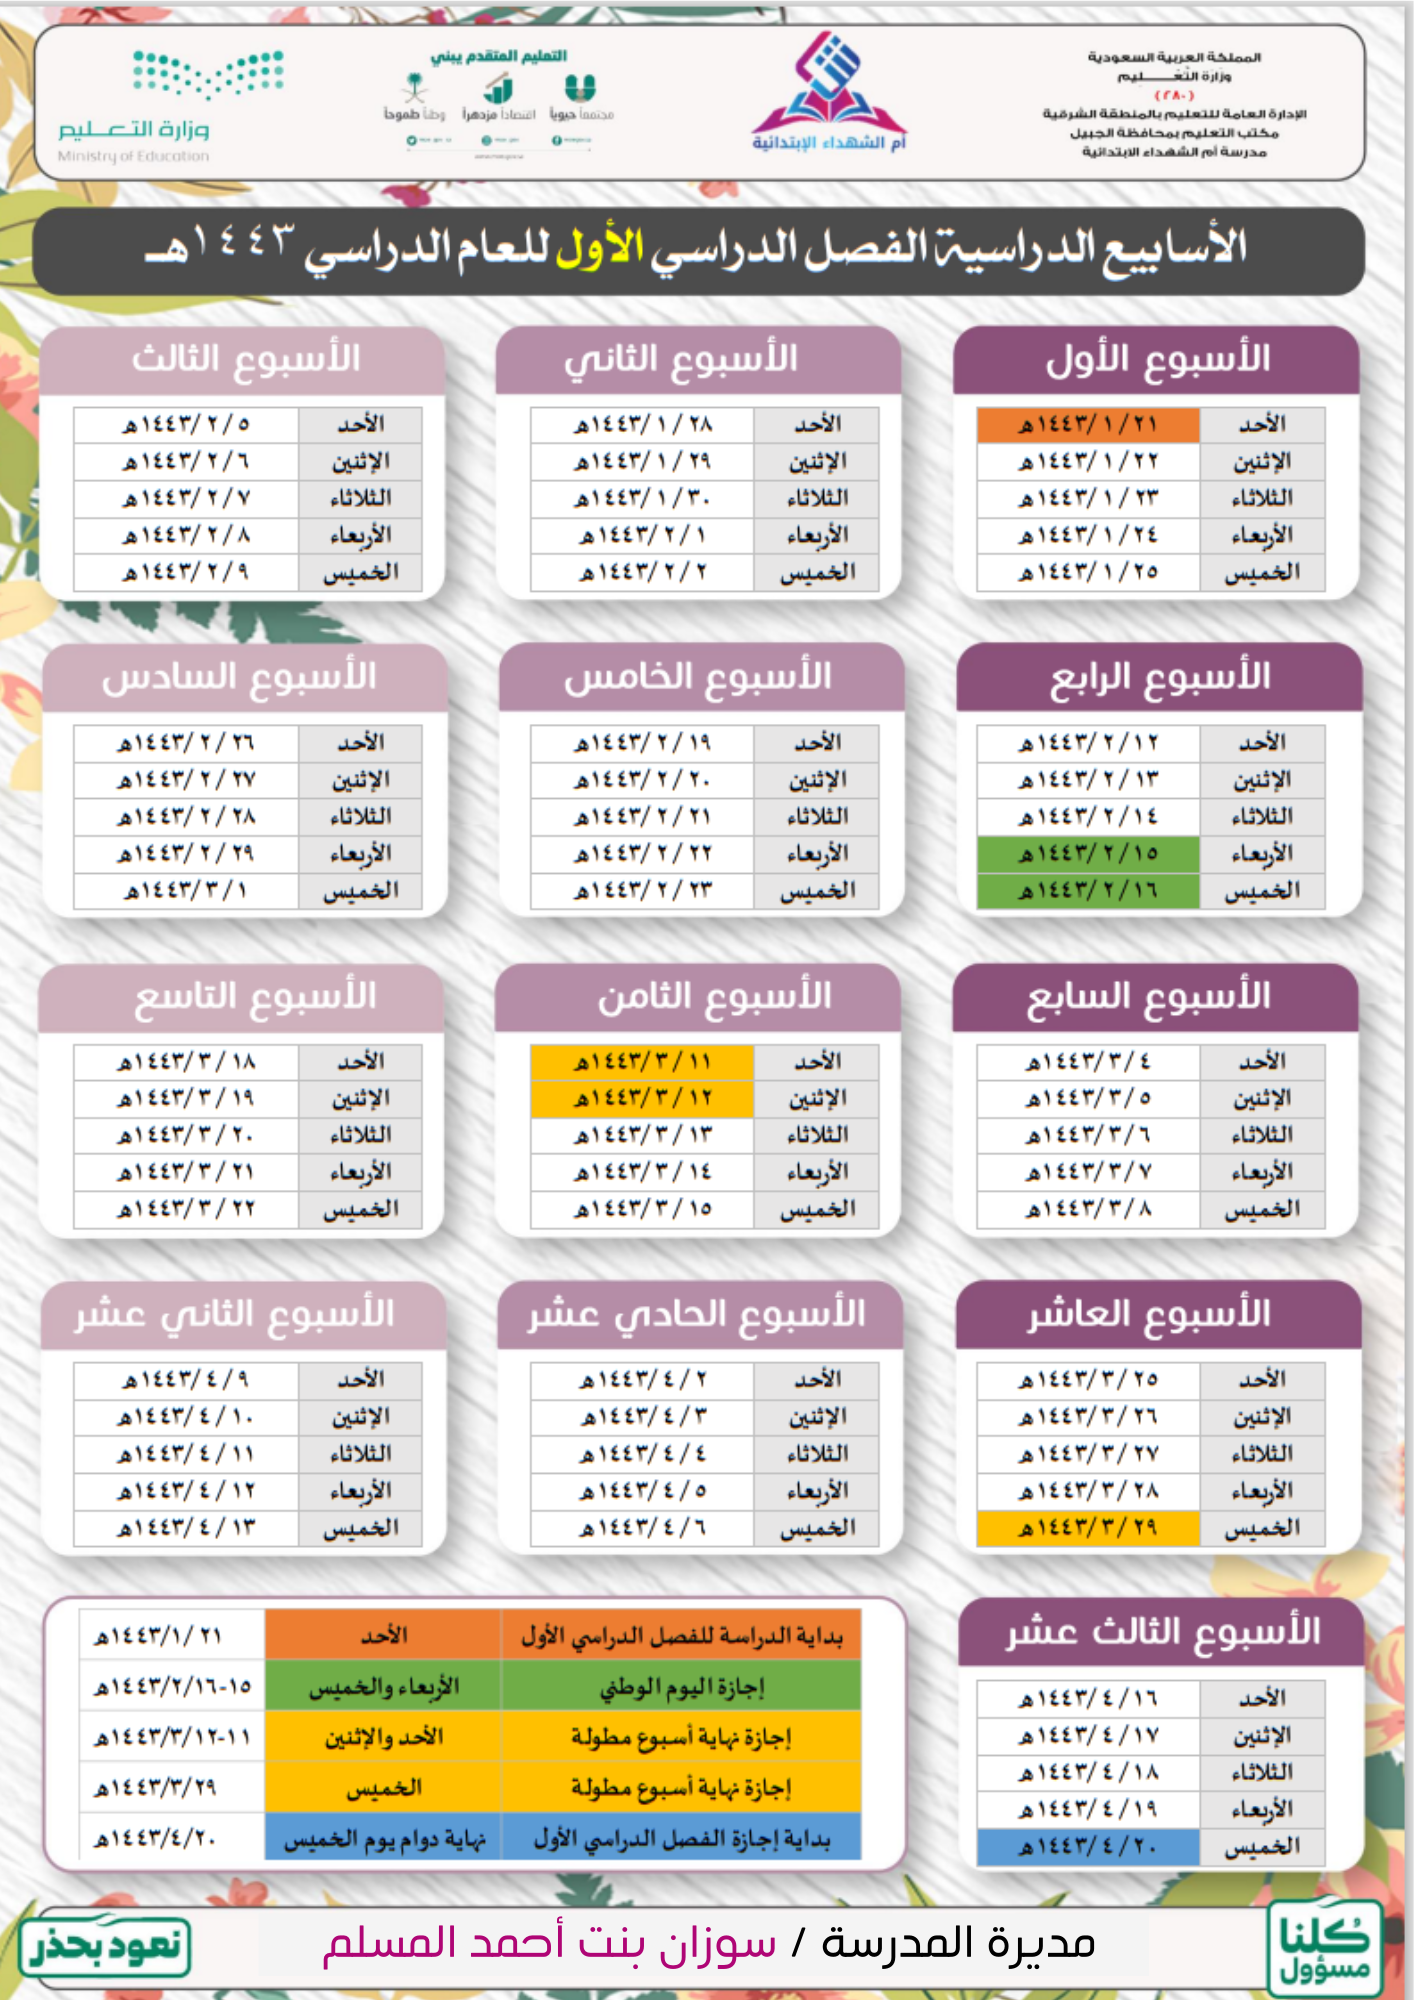 المملكة العربية السعودية
وزارة التعـــــليم
(٢٨٠)
الإدارة العامة للتعليم بالمنطقة الشرقية
مكتب التعليم بمحافظة الجبيل
مدرسة أم الشهداء الابتدائية
أم الشهداء الإبتدائية
التعليم المتقدم يبني
مجتمعاً حيوياً
اقتصاداً مزدهراً
وطناً طموحاً
وزارة التعـــليم
Ministry of Education
الأسابيع الدراسية الفصل الدراسي الأول للعام الدراسي ١٤٤٣هـ
الأسبوع الأول
الأحد ١٤٤٣/١/٢١هـ
الإثنين ١٤٤٣/١/٢٢هـ
الثلاثاء ١٤٤٣/١/٢٣هـ
الأربعاء ١٤٤٣/١/٢٤هـ
الخميس ١٤٤٣/١/٢٥هـ
الأسبوع الثاني
الأحد ١٤٤٣/١/٢٨هـ
الإثنين ١٤٤٣/١/٢٩هـ
الثلاثاء ١٤٤٣/١/٣٠هـ
الأربعاء ١٤٤٣/٢/١هـ
الخميس ١٤٤٣/٢/٢هـ
الأسبوع الثالث
الأحد ١٤٤٣/٢/٥هـ
الإثنين ١٤٤٣/٢/٦هـ
الثلاثاء ١٤٤٣/٢/٧هـ
الأربعاء ١٤٤٣/٢/٨هـ
الخميس ١٤٤٣/٢/٩هـ
الأسبوع الرابع
الأحد ١٤٤٣/٢/١٢هـ
الإثنين ١٤٤٣/٢/١٣هـ
الثلاثاء ١٤٤٣/٢/١٤هـ
الأربعاء ١٤٤٣/٢/١٥هـ
الخميس ١٤٤٣/٢/١٦هـ
الأسبوع الخامس
الأحد ١٤٤٣/٢/١٩هـ
الإثنين ١٤٤٣/٢/٢٠هـ
الثلاثاء ١٤٤٣/٢/٢١هـ
الأربعاء ١٤٤٣/٢/٢٢هـ
الخميس ١٤٤٣/٢/٢٣هـ
الأسبوع السادس
الأحد ١٤٤٣/٢/٢٦هـ
الإثنين ١٤٤٣/٢/٢٧هـ
الثلاثاء ١٤٤٣/٢/٢٨هـ
الأربعاء ١٤٤٣/٢/٢٩هـ
الخميس ١٤٤٣/٣/١هـ
الأسبوع السابع
الأحد ١٤٤٣/٣/٤هـ
الإثنين ١٤٤٣/٣/٥هـ
الثلاثاء ١٤٤٣/٣/٦هـ
الأربعاء ١٤٤٣/٣/٧هـ
الخميس ١٤٤٣/٣/٨هـ
الأسبوع الثامن
الأحد ١٤٤٣/٣/١١هـ
الإثنين ١٤٤٣/٣/١٢هـ
الثلاثاء ١٤٤٣/٣/١٣هـ
الأربعاء ١٤٤٣/٣/١٤هـ
الخميس ١٤٤٣/٣/١٥هـ
الأسبوع التاسع
الأحد ١٤٤٣/٣/١٨هـ
الإثنين ١٤٤٣/٣/١٩هـ
الثلاثاء ١٤٤٣/٣/٢٠هـ
الأربعاء ١٤٤٣/٣/٢١هـ
الخميس ١٤٤٣/٣/٢٢هـ
الأسبوع العاشر
الأحد ١٤٤٣/٣/٢٥هـ
الإثنين ١٤٤٣/٣/٢٦هـ
الثلاثاء ١٤٤٣/٣/٢٧هـ
الأربعاء ١٤٤٣/٣/٢٨هـ
الخميس ١٤٤٣/٣/٢٩هـ
الأسبوع الحادي عشر
الأحد ١٤٤٣/٤/٢هـ
الإثنين ١٤٤٣/٤/٣هـ
الثلاثاء ١٤٤٣/٤/٤هـ
الأربعاء ١٤٤٣/٤/٥هـ
الخميس ١٤٤٣/٤/٦هـ
الأسبوع الثاني عشر
الأحد ١٤٤٣/٤/٩هـ
الإثنين ١٤٤٣/٤/١٠هـ
الثلاثاء ١٤٤٣/٤/١١هـ
الأربعاء ١٤٤٣/٤/١٢هـ
الخميس ١٤٤٣/٤/١٣هـ
الأسبوع الثالث عشر
الأحد ١٤٤٣/٤/١٦هـ
الإثنين ١٤٤٣/٤/١٧هـ
الثلاثاء ١٤٤٣/٤/١٨هـ
الأربعاء ١٤٤٣/٤/١٩هـ
الخميس ١٤٤٣/٤/٢٠هـ
بداية الدراسة للفصل الدراسي الأول الأحد ١٤٤٣/١/٢١هـ
إجازة اليوم الوطني الأربعاء والخميس ١٥-١٤٤٣/٢/١٦هـ
إجازة نهاية أسبوع مطولة الأحد والإثنين ١١-١٤٤٣/٣/١٢هـ
إجازة نهاية أسبوع مطولة الخميس ١٤٤٣/٣/٢٩هـ
بداية إجازة الفصل الدراسي الأول نهاية دوام يوم الخميس ١٤٤٣/٤/٢٠هـ
كُلنا مسؤول
مديرة المدرسة / سوزان بنت أحمد المسلم
نعود بحذر